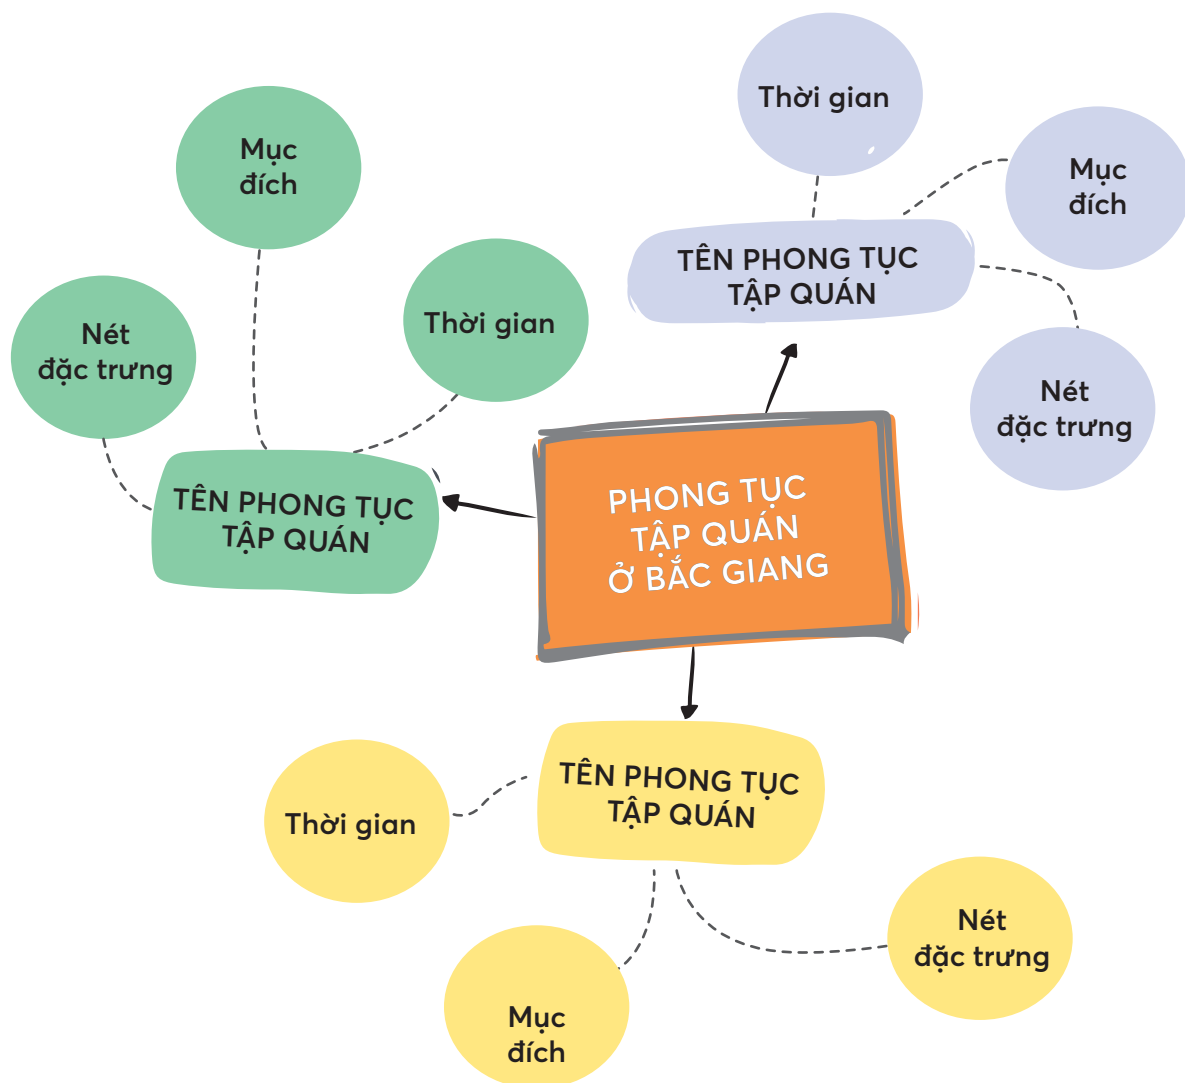 Thời gian
Mục
đích
Mục
đích
TÊN PHONG TỤC
TẬP QUÁN
Thời gian
Nét
đặc trưng
Nét
đặc trưng
TÊN PHONG TỤC
TẬP QUÁN
PHONG TỤC
TẬP QUÁN
Ở BẮC GIANG
TÊN PHONG TỤC
TẬP QUÁN
Thời gian
Nét
đặc trưng
Mục
đích